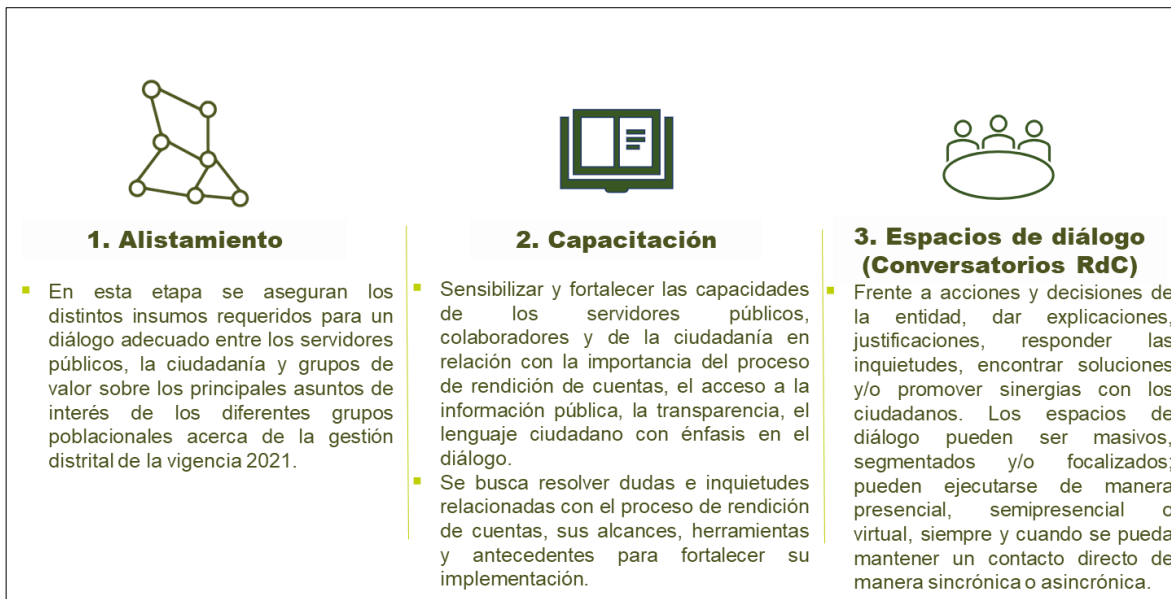 1. Alistamiento
En esta etapa se aseguran los
distintos insumos requeridos para un
diálogo adecuado entre los servidores
públicos, la ciudadanía y grupos de
valor sobre los principales asuntos de
interés de los diferentes grupos
poblacionales acerca de la gestión
distrital de la vigencia 2021.
2. Capacitación
Sensibilizar y fortalecer las capacidades
de los servidores públicos,
colaboradores y de la ciudadanía en
relación con la importancia del proceso
de rendición de cuentas, el acceso a la
información pública, la transparencia, el
lenguaje ciudadano con énfasis en el
diálogo.
Se busca resolver dudas e inquietudes
relacionadas con el proceso de rendición
de cuentas, sus alcances, herramientas
y antecedentes para fortalecer su
implementación.
3. Espacios de diálogo
(Conversatorios RdC)
Frente a acciones y decisiones de
la entidad, dar explicaciones,
justificaciones, responder las
inquietudes, encontrar soluciones
y/o promover sinergias con los
ciudadanos. Los espacios de
diálogo pueden ser masivos,
segmentados y/o focalizados;
pueden ejecutarse de manera
presencial, semipresencial o
virtual, siempre y cuando se pueda
mantener un contacto directo de
manera sincrónica o asincrónica.